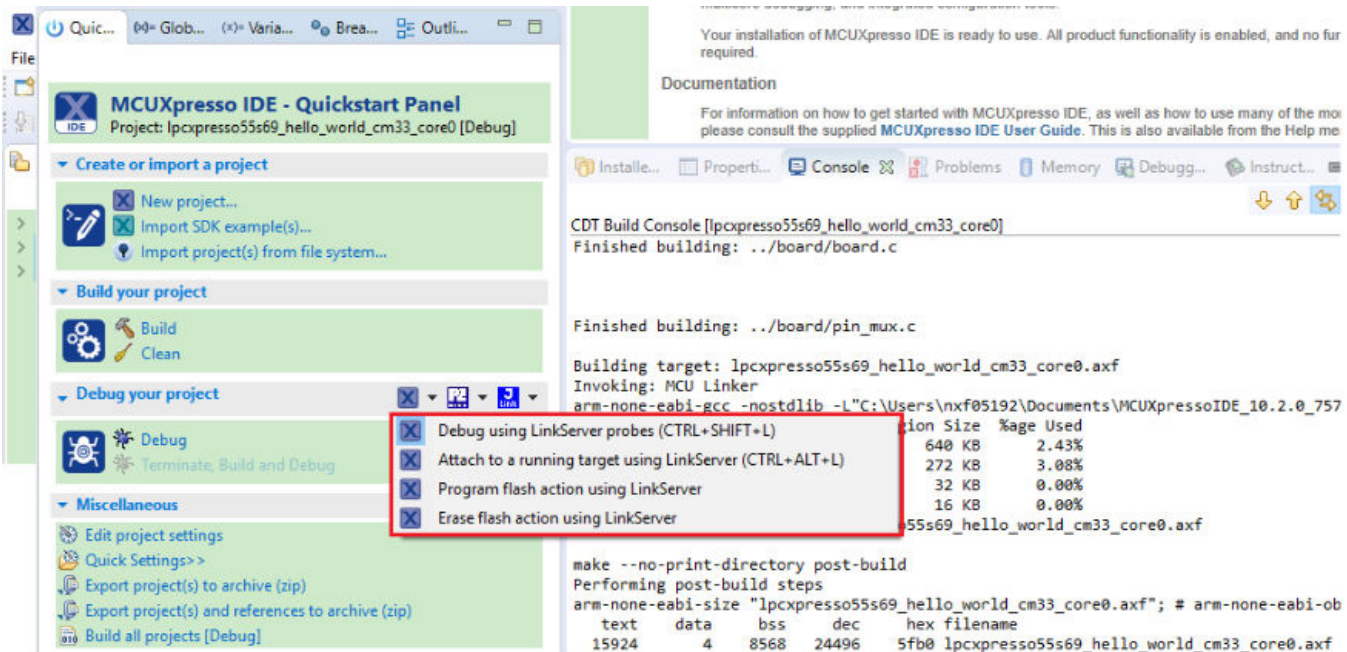 Quic...
Glob...
(x)= Varia...
Brea...
Outli...
File
IDE
MCUXpresso IDE - Quickstart Panel
Project: lpcxpresso55s69_hello_world_cm33_core0 [Debug]
Create or import a project
New project...
Import SDK example(s)...
Import project(s) from file system...
Build your project
Build
Clean
Debug your project
Debug
Terminate, Build and Debug
Miscellaneous
Edit project settings
Quick Settings>>
Export project(s) to archive (zip)
Export project(s) and references to archive (zip)
Build all projects [Debug]
Debug using LinkServer probes (CTRL+SHIFT+L)
Attach to a running target using LinkServer (CTRL+ALT+L)
Program flash action using LinkServer
Erase flash action using LinkServer
Your installation of MCUXpresso IDE is ready to use. All product functionality is enabled, and no fur
required.
Documentation
For information on how to get started with MCUXpresso IDE, as well as how to use many of the mo
please consult the supplied MCUXpresso IDE User Guide. This is also available from the Help me
Installe...
Properti...
Console
Problems
Memory
Debugg...
Instruct...
CDT Build Console [lpcxpresso55s69_hello_world_cm33_core0]
Finished building: ../board/board.c
Finished building: ../board/pin_mux.c
Building target: lpcxpresso55s69_hello_world_cm33_core0.axf
Invoking: MCU Linker
arm-none-eabi-gcc -nostdlib -L"C:\Users\nxf05192\Documents\MCUXpressoIDE_10.2.0_757
gion Size %age Used
640 KB 2.43%
272 KB 3.08%
32 KB 0.00%
16 KB 0.00%
55s69_hello_world_cm33_core0.axf
make --no-print-directory post-build
Performing post-build steps
arm-none-eabi-size "lpcxpresso55s69_hello_world_cm33_core0.axf"; # arm-none-eabi-ob
text data bss dec hex filename
15924 4 8568 24496 5fb0 lpcxpresso55s69_hello_world_cm33_core0.axf